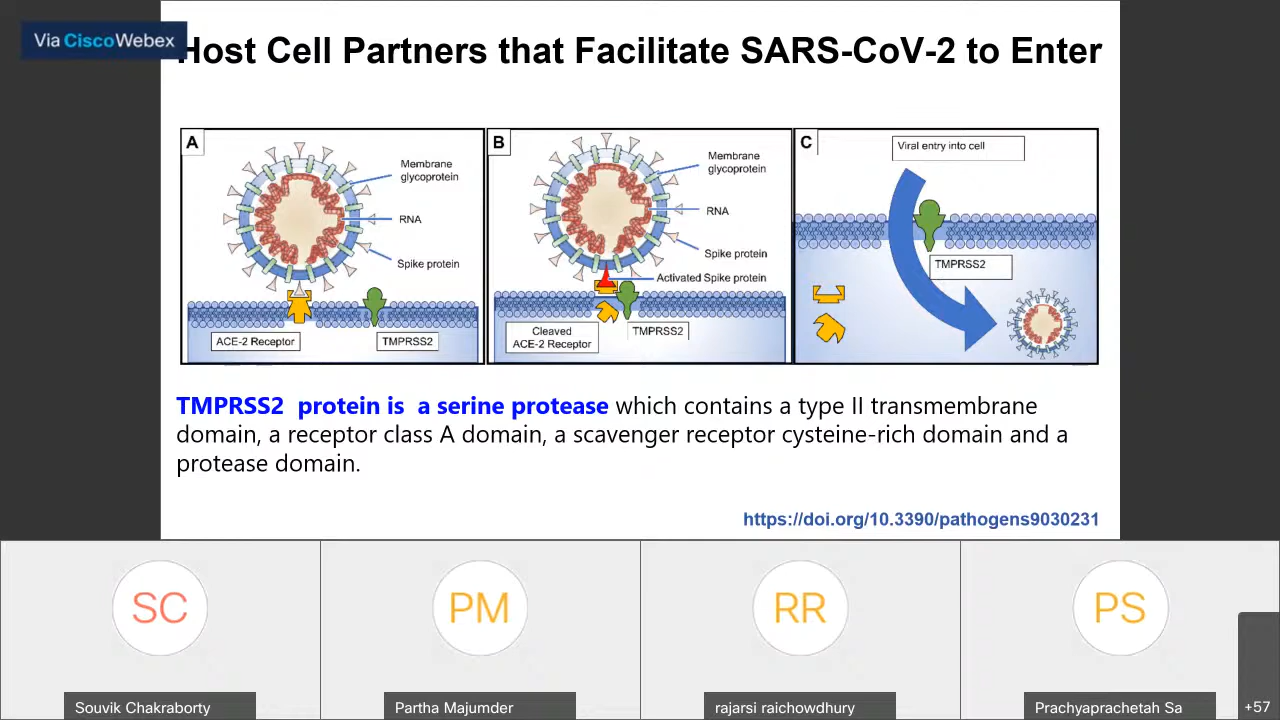 Via Cisco Webex
Host Cell Partners that Facilitate SARS-CoV-2 to Enter
A
Membrane
glycoprotein
RNA
Spike protein
ACE-2 Receptor
TMPRSS2
B
Membrane
glycoprotein
RNA
Spike protein
Activated Spike protein
Cleaved
ACE-2 Receptor
TMPRSS2
C
Viral entry into cell
TMPRSS2
TMPRSS2 protein is a serine protease which contains a type II transmembrane
domain, a receptor class A domain, a scavenger receptor cysteine-rich domain and a
protease domain.
https://doi.org/10.3390/pathogens9030231
SC
Souvik Chakraborty
PM
Partha Majumder
RR
rajarsi raichowdhury
PS
Prachyaprachetah Sa
+57